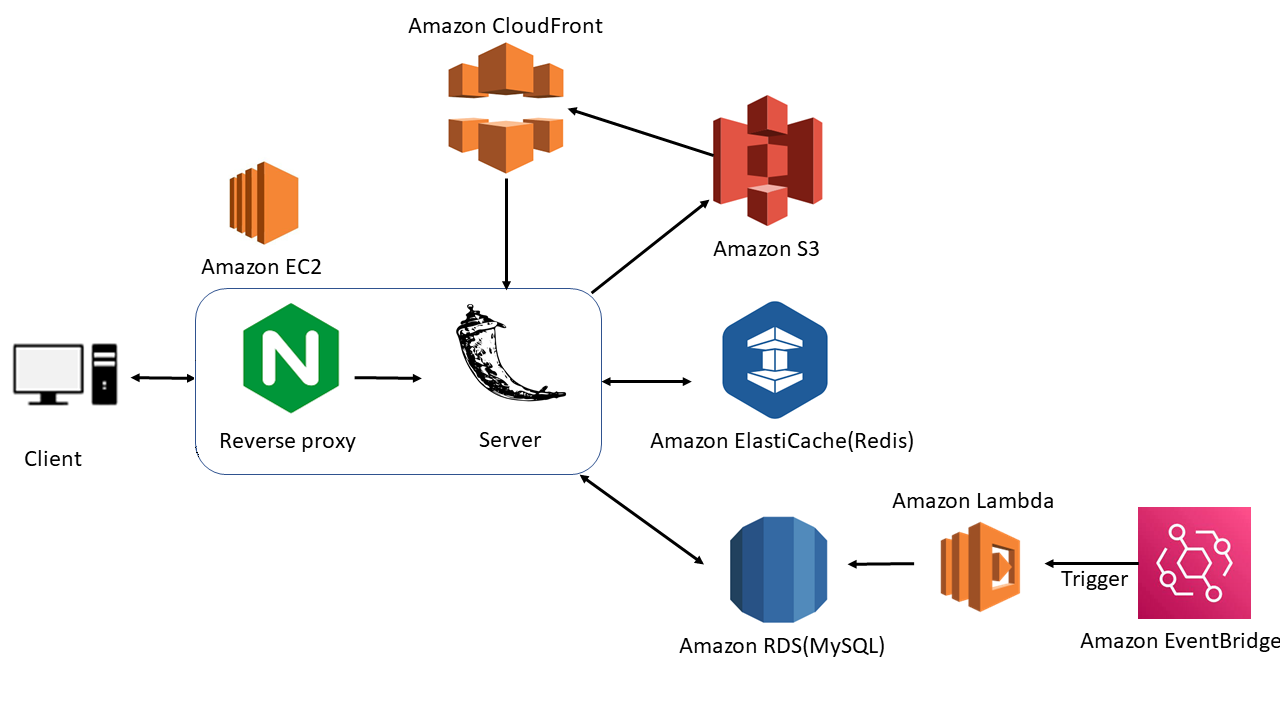 Amazon CloudFront
Amazon S3
Amazon EC2
N
Reverse proxy
Server
Client
Amazon ElastiCache(Redis)
Amazon Lambda
Trigger
Amazon RDS(MySQL)
Amazon EventBridge